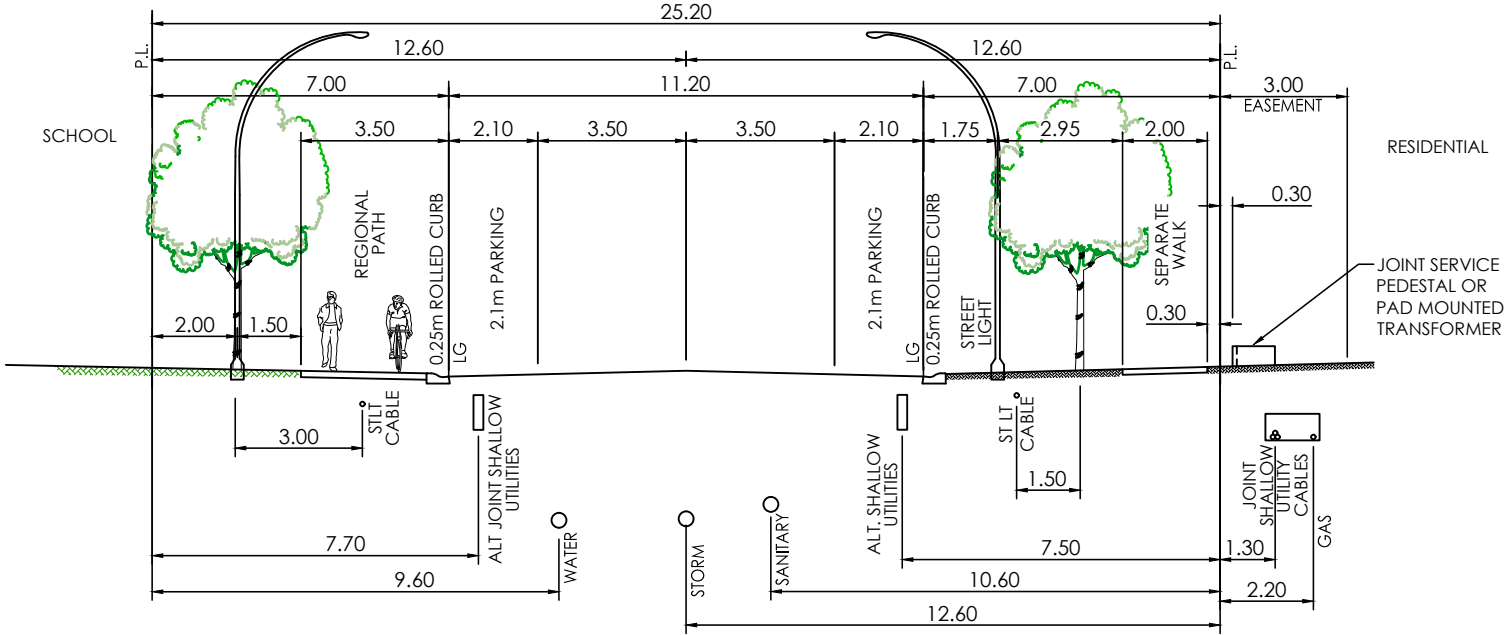 25.20
P.L.
12.60
12.60
P.L.
7.00
11.20
7.00
3.00
EASEMENT
SCHOOL
3.50
2.10
3.50
3.50
2.10
1.75
2.95
2.00
RESIDENTIAL
0.30
REGIONAL
PATH
0.25m ROLLED CURB
LG
2.1m PARKING
2.1m PARKING
LG
0.25m ROLLED CURB
STREET
LIGHT
SEPARATE
WALK
JOINT SERVICE
PEDESTAL OR
PAD MOUNTED
TRANSFORMER
2.00
1.50
0.30
3.00
STLT
CABLE
ALT JOINT SHALLOW
UTILITIES
ALT. SHALLOW
UTILITIES
ST LT
CABLE
1.50
JOINT
SHALLOW
UTILITY
CABLES
GAS
7.70
WATER
STORM
SANITARY
7.50
1.30
9.60
10.60
2.20
12.60